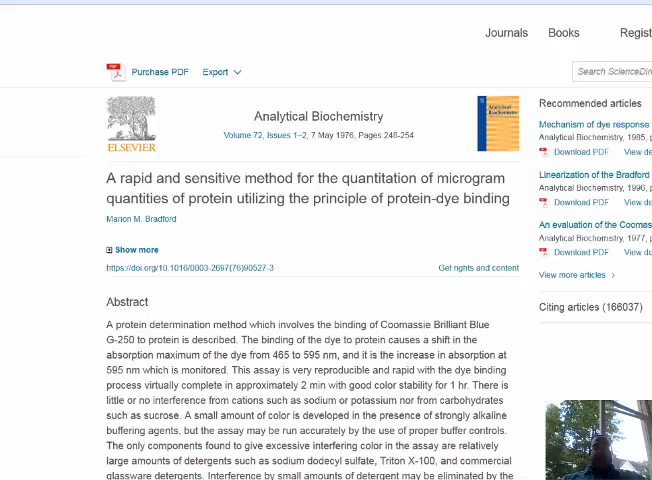 Journals Books Regist
Purchase PDF Export
Search ScienceDir
ELSEVIER
Analytical Biochemistry
Volume 72, Issues 1–2, 7 May 1976, Pages 248-254
Analytical
Biochemistry
A rapid and sensitive method for the quantitation of microgram
quantities of protein utilizing the principle of protein-dye binding
Marion M. Bradford
Show more
https://doi.org/10.1016/0003-2697(76)90527-3 Get rights and content
Abstract
A protein determination method which involves the binding of Coomassie Brilliant Blue
G-250 to protein is described. The binding of the dye to protein causes a shift in the
absorption maximum of the dye from 465 to 595 nm, and it is the increase in absorption at
595 nm which is monitored. This assay is very reproducible and rapid with the dye binding
process virtually complete in approximately 2 min with good color stability for 1 hr. There is
little or no interference from cations such as sodium or potassium nor from carbohydrates
such as sucrose. A small amount of color is developed in the presence of strongly alkaline
buffering agents, but the assay may be run accurately by the use of proper buffer controls.
The only components found to give excessive interfering color in the assay are relatively
large amounts of detergents such as sodium dodecyl sulfate, Triton X-100, and commercial
glassware detergents. Interference by small amounts of detergent may be eliminated by the
Recommended articles
Mechanism of dye response
Analytical Biochemistry, 1985, p
Download PDF View de
Linearization of the Bradford
Analytical Biochemistry, 1996, p
Download PDF View de
An evaluation of the Coomas
Analytical Biochemistry, 1977, p
Download PDF View de
View more articles
Citing articles (166037)